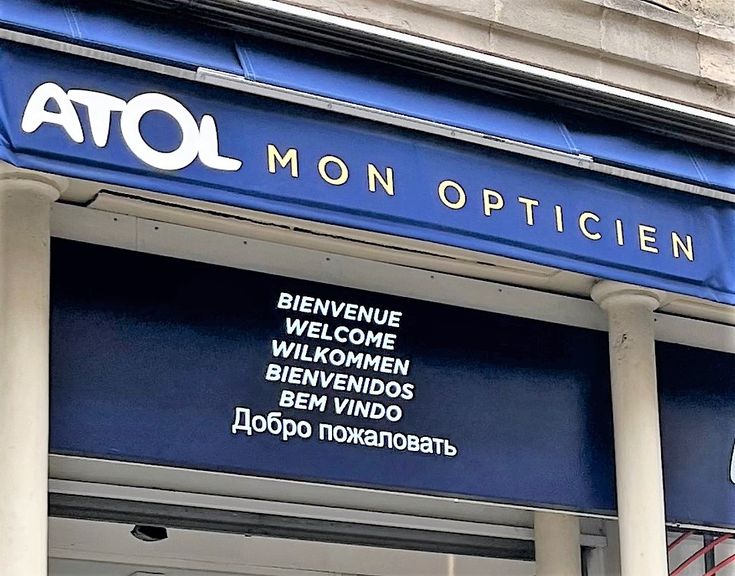 ATOL MON OPTICIEN
BIENVENUE
WELCOME
WILKOMMEN
BIENVENIDOS
BEM VINDO
Добро пожаловать